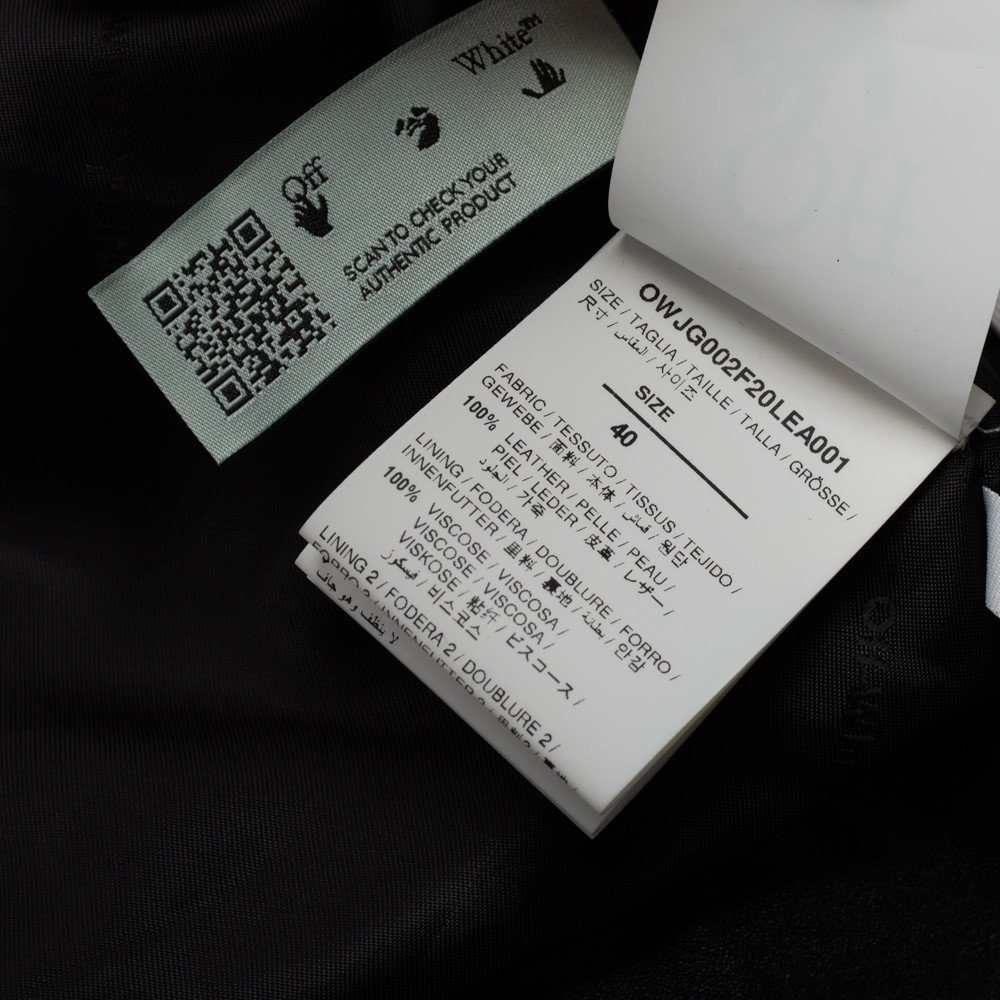 Off
White™
SCAN TO CHECK YOUR
AUTHENTIC PRODUCT
OWJG002F20LEA001
SIZE / TAGLIA / TAILLE / TALLA / GRÖSSE /
尺寸 / المقاس / 사이즈
SIZE
40
FABRIC / TESSUTO / TISSUS / TEJIDO /
GEWEBE / 面料 / 本体 / قماش / 원단
100% LEATHER / PELLE / PEAU /
PIEL / LEDER / 皮革 / レザー /
الجلود / 가죽
LINING / FODERA / DOUBLURE / FORRO /
INNENFUTTER / 里料 / 裏地 / بطانة / 안감
100% VISCOSE / VISCOSA /
VISCOSE / VISCOSA /
VISKOSE / 粘纤 / ビスコース /
فسكوز / 비스코스
LINING 2 / FODERA 2 / DOUBLURE 2 /
OFF-WHITE